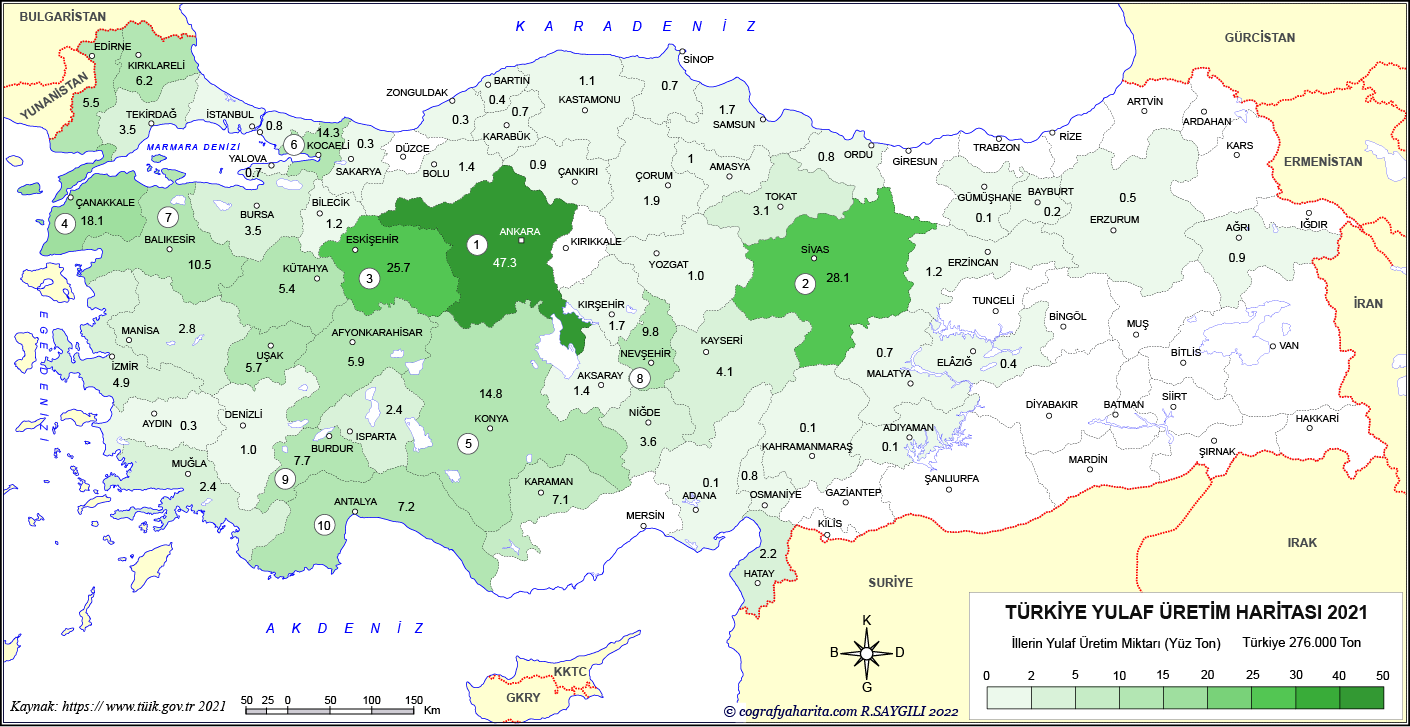 BULGARİSTAN
K A R A D E N İ Z
GÜRCİSTAN
EDİRNE
KIRKLARELİ
6.2
YUNANİSTAN
5.5
TEKİRDAĞ
3.5
İSTANBUL
0.8
MARMARA DENİZİ
YALOVA
0.7
6
14.3
KOCAELİ
0.3
SAKARYA
DÜZCE
ZONGULDAK
0.3
BARTIN
0.4
0.7
KARABÜK
1.1
KASTAMONU
SİNOP
0.7
1.7
SAMSUN
BOLU
1.4
0.9
ÇANKIRI
ÇORUM
1.9
1
AMASYA
TOKAT
3.1
0.8
ORDU
GİRESUN
TRABZON
RİZE
ARTVİN
ARDAHAN
KARS
ERMENİSTAN
GÜMÜŞHANE
0.1
BAYBURT
0.2
0.5
ERZURUM
AĞRI
0.9
IĞDIR
ÇANAKKALE
4
18.1
7
BALIKESİR
10.5
BURSA
3.5
BİLECİK
1.2
ESKİŞEHİR
25.7
3
1
ANKARA
47.3
KIRIKKALE
YOZGAT
1.0
SİVAS
28.1
2
1.2
ERZİNCAN
KÜTAHYA
5.4
TUNCELİ
BİNGÖL
MUŞ
BİTLİS
VAN
İRAN
E G E D E N İ Z İ
MANİSA
2.8
İZMİR
4.9
UŞAK
5.7
AFYONKARAHİSAR
5.9
KIRŞEHİR
1.7
9.8
NEVŞEHİR
8
KAYSERİ
4.1
0.7
MALATYA
ELÂZIĞ
0.4
AKSARAY
1.4
14.8
KONYA
5
NİĞDE
3.6
DİYABAKIR
BATMAN
SİİRT
HAKKARİ
ŞIRNAK
MARDİN
AYDIN
0.3
DENİZLİ
1.0
2.4
ISPARTA
BURDUR
7.7
9
MUĞLA
2.4
ANTALYA
7.2
10
KARAMAN
7.1
MERSİN
0.1
ADANA
0.8
OSMANİYE
0.1
KAHRAMANMARAŞ
ADIYAMAN
0.1
GAZİANTEP
KİLİS
ŞANLIURFA
2.2
HATAY
SURİYE
IRAK
A K D E N İ Z
KKTC
GKRY
K
B
D
G
TÜRKİYE YULAF ÜRETİM HARİTASI 2021
İllerin Yulaf Üretim Miktarı (Yüz Ton) Türkiye 276.000 Ton
0 2 5 10 15 20 25 30 40 50
Kaynak: https:// www.tüik.gov.tr 2021
50 25 0 50 100 150
Km
© cografyaharita.com R.SAYGILI 2022